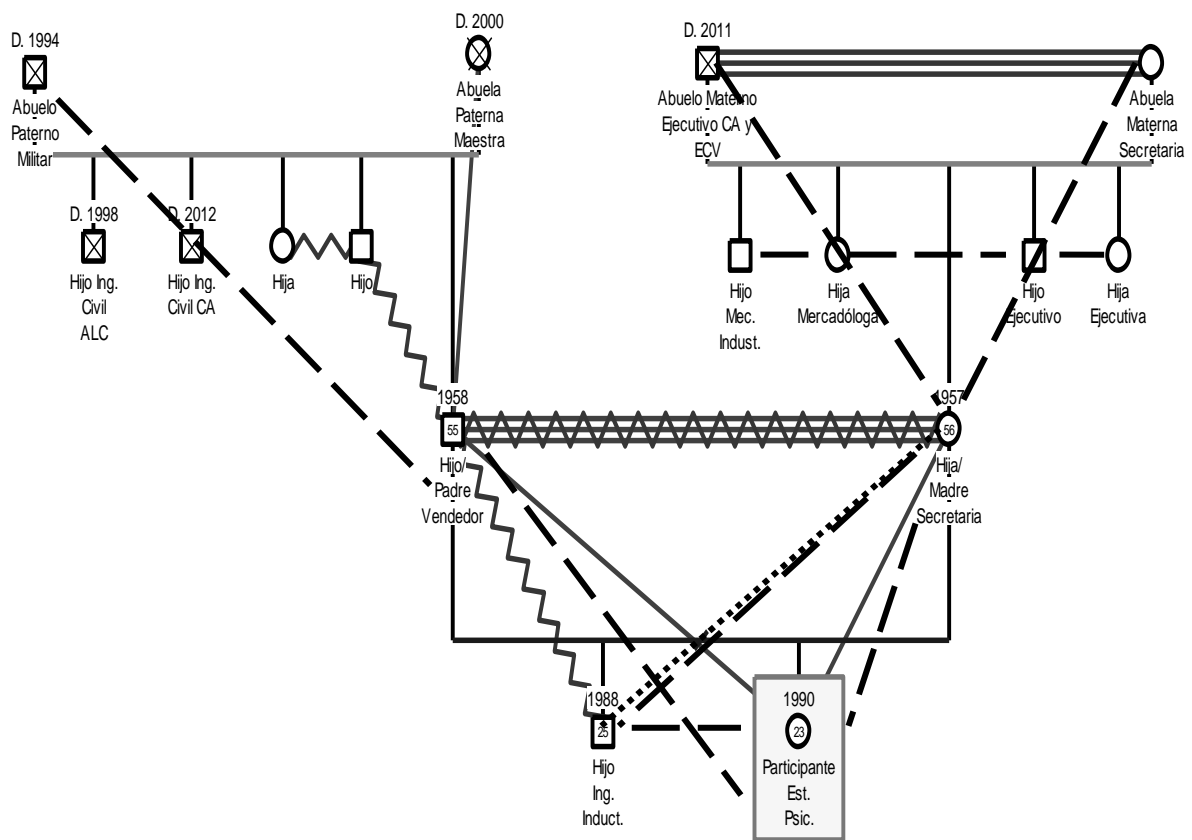 D. 1994
Abuelo
Paterno
Militar
D. 2000
Abuela
Paterna
Maestra
D. 2011
Abuelo Materno
Ejecutivo CA y
ECV
Abuela
Materna
Secretaria
D. 1998
Hijo Ing.
Civil
ALC
D. 2012
Hijo Ing.
Civil CA
Hija
Hijo
Hijo
Mec.
Indust.
Hija
Mercadóloga
Hijo
Ejecutivo
Hija
Ejecutiva
1958
55
Hijo/
Padre
Vendedor
1957
56
Hija/
Madre
Secretaria
1988
25
Hijo
Ing.
Induct.
1990
23
Participante
Est.
Psic.